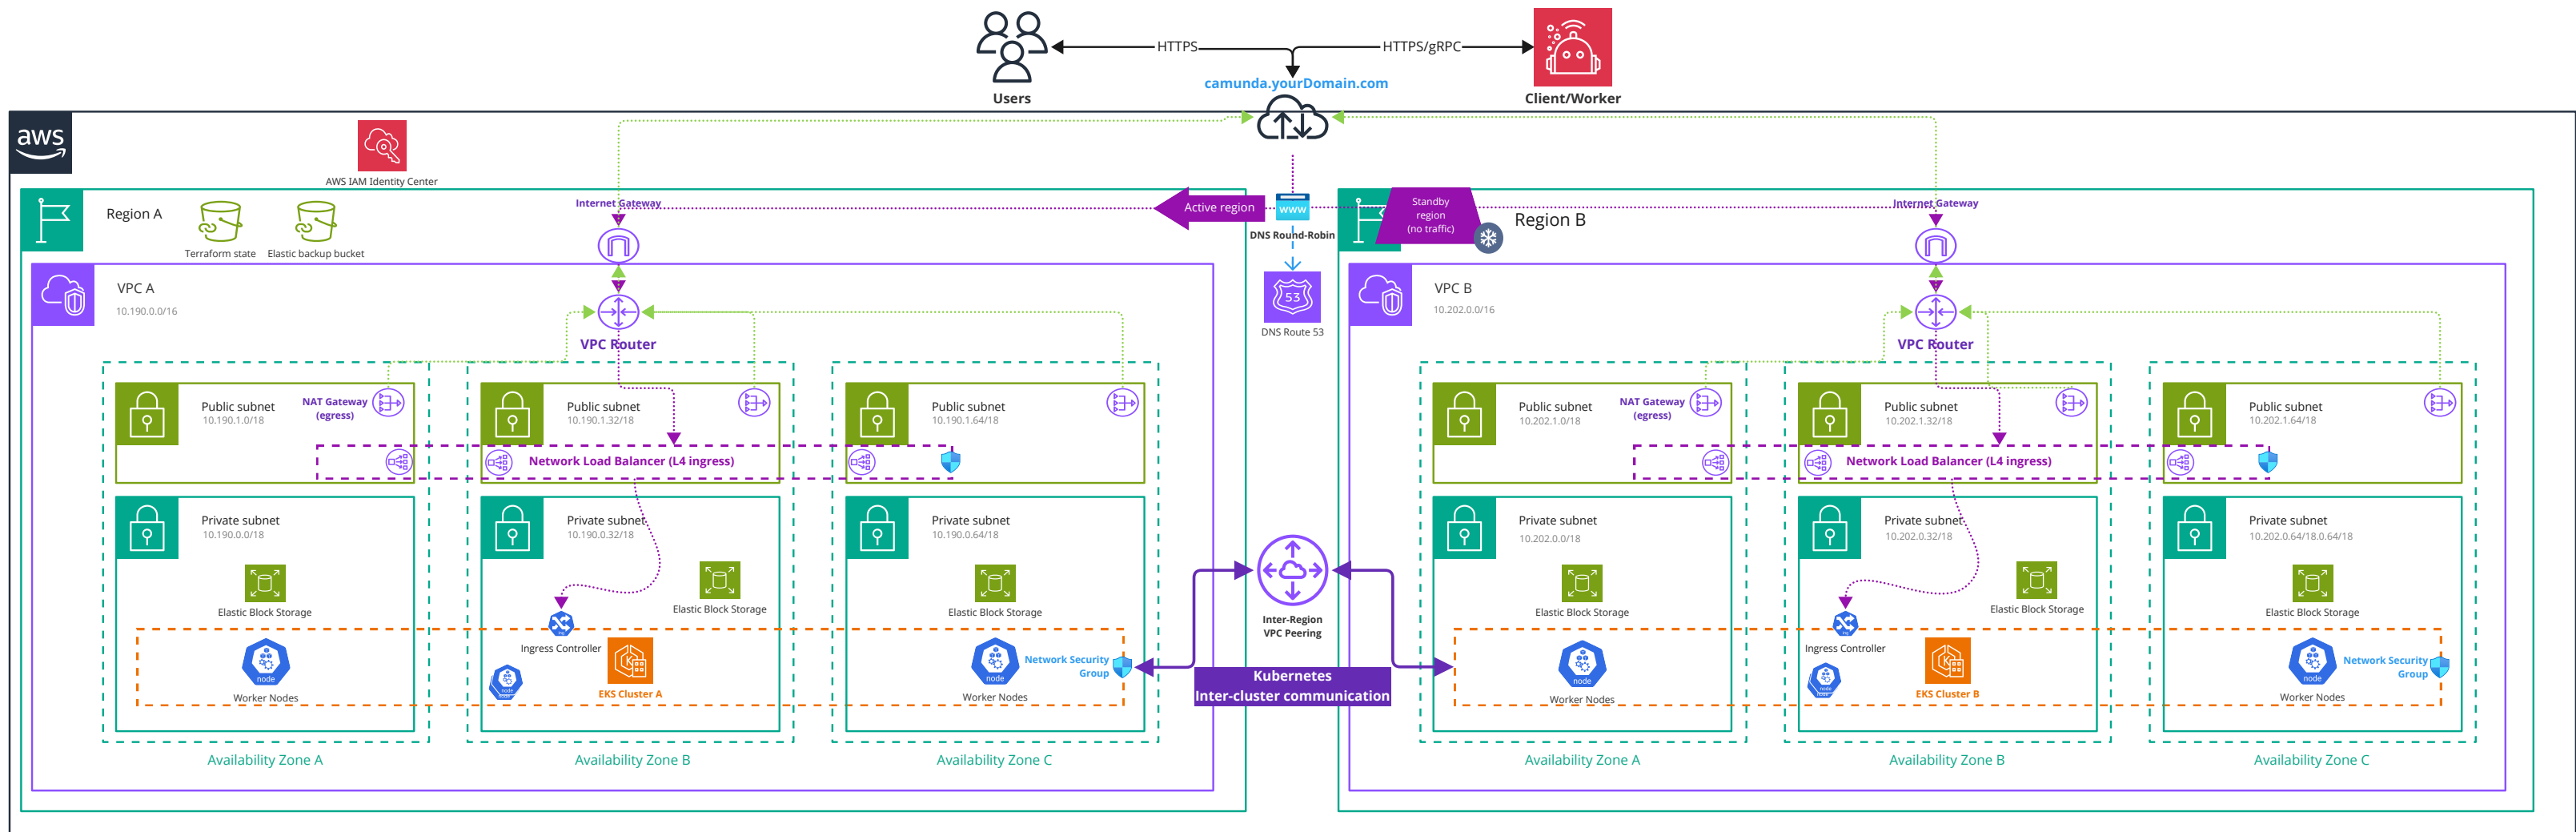 HTTPS
HTTPS/gRPC
camunda.yourDomain.com
Users
Client/Worker
aws
AWS IAM Identity Center
Region A
Terraform state
Elastic backup bucket
Internet Gateway
Active region
www
DNS Round-Robin
53
DNS Route 53
Standby
region
(no traffic)
Region B
Internet Gateway
VPC A
10.190.0.0/16
VPC Router
Public subnet
10.190.1.0/18
NAT Gateway
(egress)
Public subnet
10.190.1.32/18
Public subnet
10.190.1.64/18
Network Load Balancer (L4 ingress)
Private subnet
10.190.0.0/18
Private subnet
10.190.0.32/18
Private subnet
10.190.0.64/18
Elastic Block Storage
Elastic Block Storage
Elastic Block Storage
ing
Ingress Controller
node
Worker Nodes
node
node
EKS Cluster A
node
Worker Nodes
Network Security
Group
Availability Zone A
Availability Zone B
Availability Zone C
Inter-Region
VPC Peering
Kubernetes
Inter-cluster communication
VPC B
10.202.0.0/16
VPC Router
Public subnet
10.202.1.0/18
NAT Gateway
(egress)
Public subnet
10.202.1.32/18
Public subnet
10.202.1.64/18
Network Load Balancer (L4 ingress)
Private subnet
10.202.0.0/18
Private subnet
10.202.0.32/18
Private subnet
10.202.0.64/18.0.64/18
Elastic Block Storage
Elastic Block Storage
Elastic Block Storage
ing
Ingress Controller
node
Worker Nodes
node
node
EKS Cluster B
node
Worker Nodes
Network Security
Group
Availability Zone A
Availability Zone B
Availability Zone C